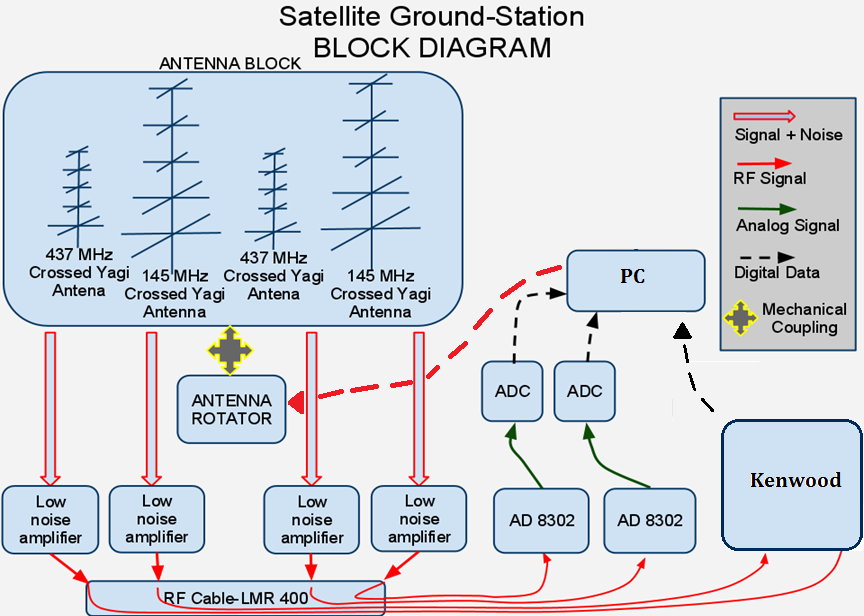 Satellite Ground-Station
BLOCK DIAGRAM
ANTENNA BLOCK
437 MHz
Crossed Yagi
Antena
145 MHz
Crossed Yagi
Antenna
437 MHz
Crossed Yagi
Antena
145 MHz
Crossed Yagi
Antenna
Signal + Noise
RF Signal
Analog Signal
Digital Data
Mechanical
Coupling
PC
ANTENNA
ROTATOR
ADC
ADC
Kenwood
Low
noise
amplifier
Low
noise
amplifier
Low
noise
amplifier
Low
noise
amplifier
AD 8302
AD 8302
RF Cable-LMR 400